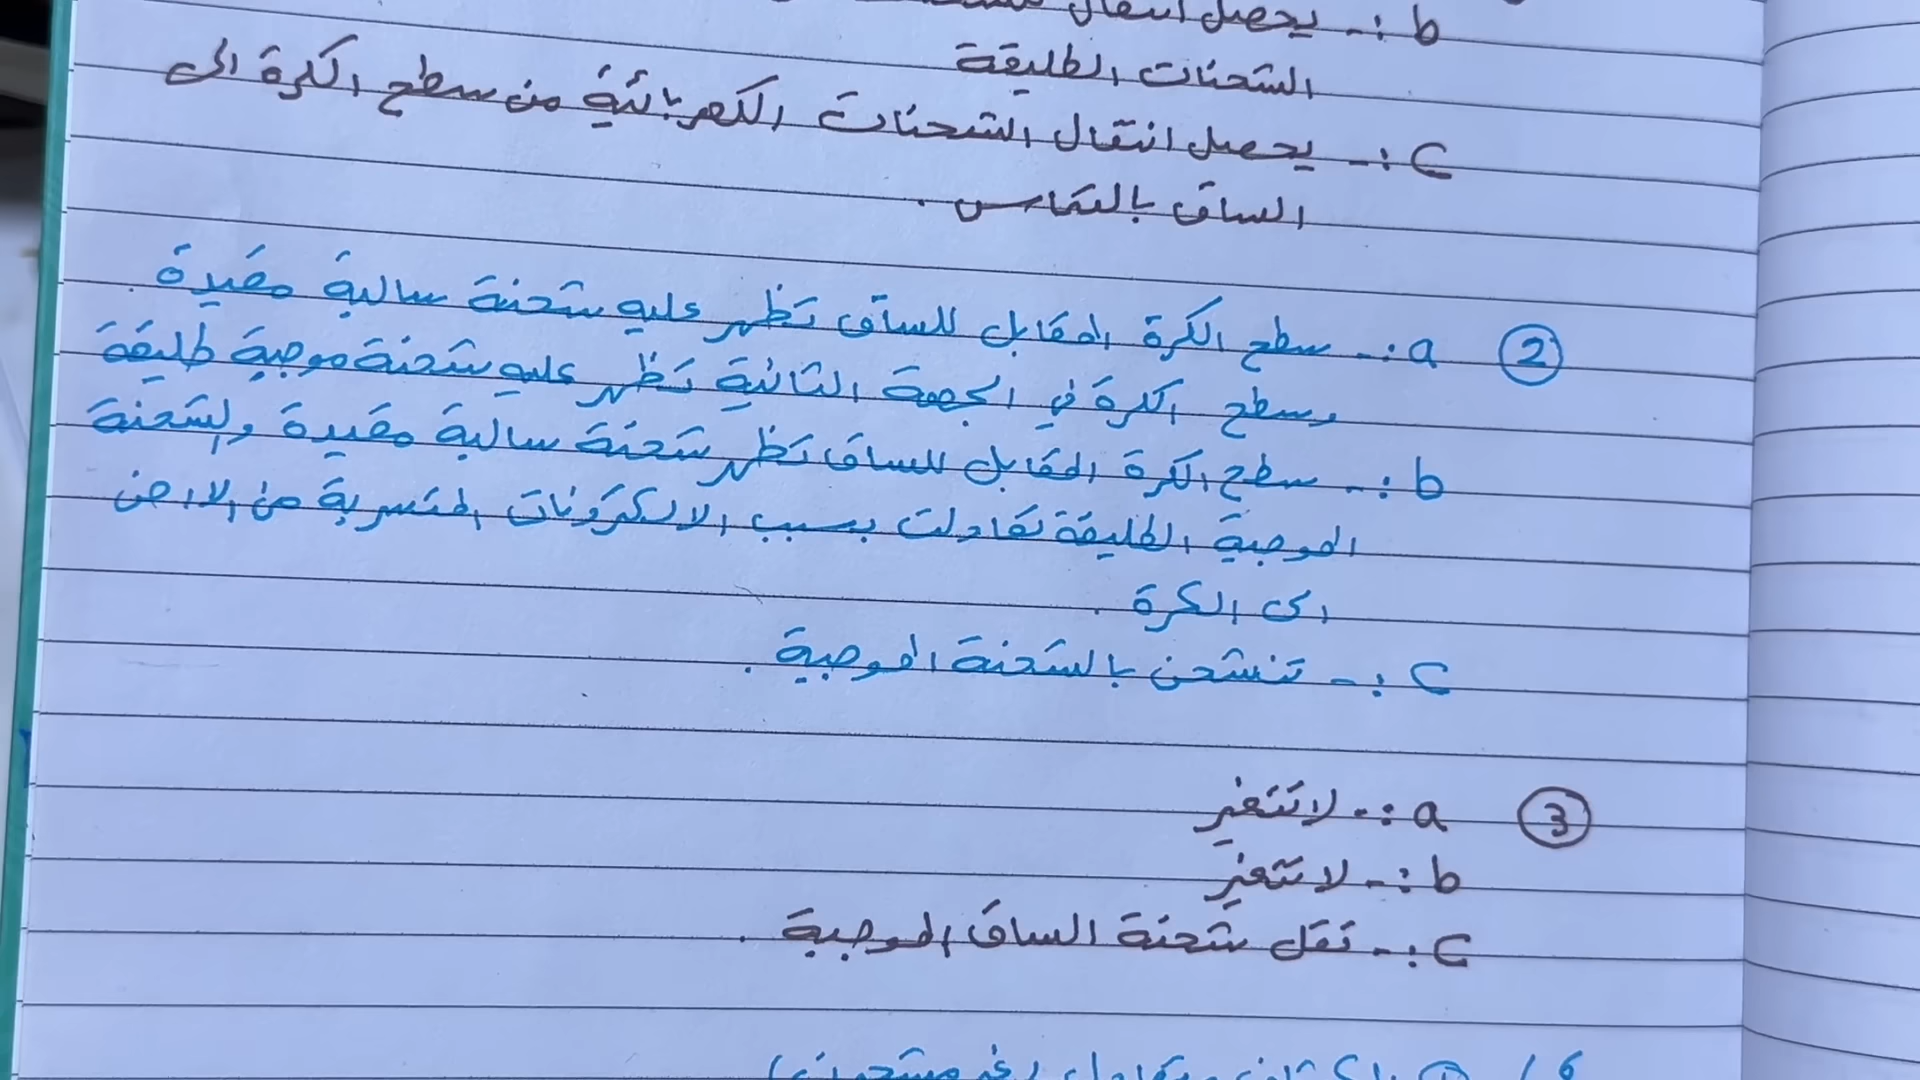 b :- يحصل انتقال
الشحنات الطليقة
c :- يحصل انتقال الشحنات الكهربائية من سطح الكرة الى
الساق بالتماس .
② a :- سطح الكرة المقابل للساق تظهر عليه شحنة سالبة مقيدة .
وسطح الكرة في الجهة الثانية تظهر عليه شحنة موجبة طليقة
b :- سطح الكرة المقابل للساق تظهر شحنة سالبة مقيدة والشحنة
الموجبة الطليقة تعادلت بسبب الالكترونات المتسربة من الارض
الى الكرة .
c :- تنشحن بالشحنة الموجبة .
③ a :- لا تتغير
b :- لا تتغير
c :- تقل شحنة الساق الموجبة .